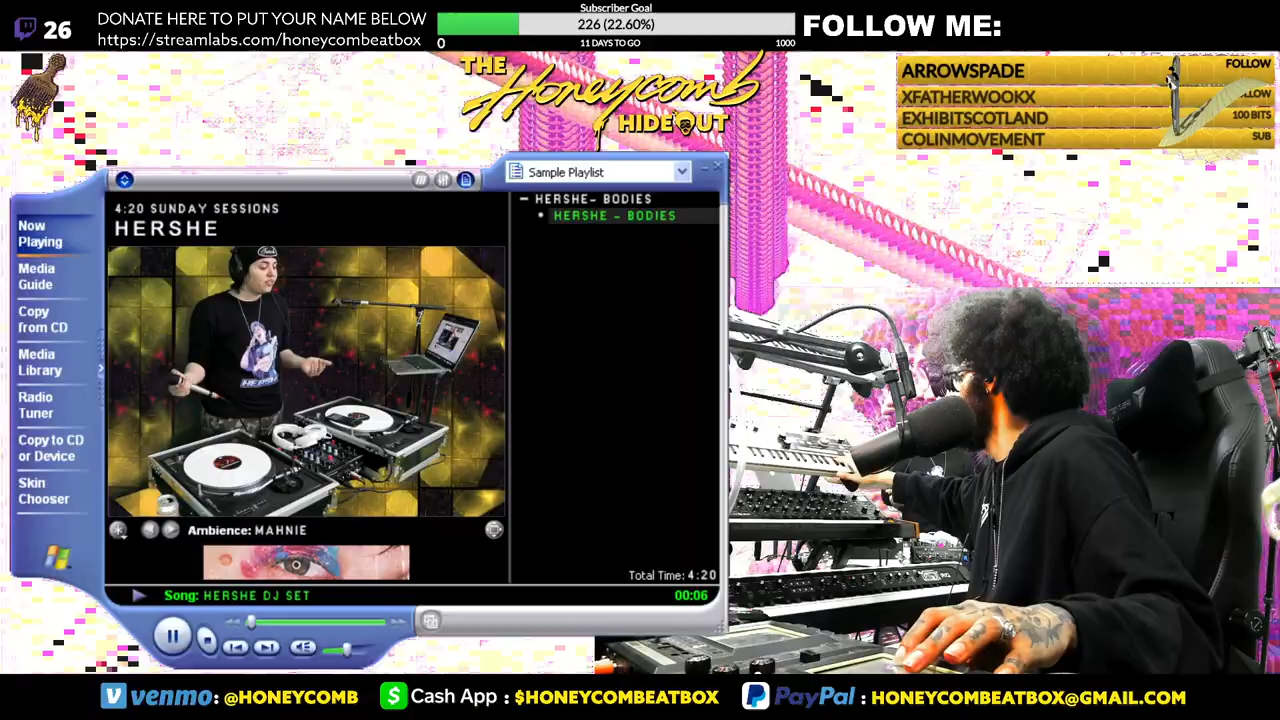 26
DONATE HERE TO PUT YOUR NAME BELOW
https://streamlabs.com/honeycombeatbox
Subscriber Goal
226 (22.60%)
0
11 DAYS TO GO
1000
FOLLOW ME:
THE
Honeycomb
HIDEOUT
ARROWSPADE
FOLLOW
XFATHERWOOKX
EXHIBITSCOTLAND
100 BITS
COLINMOVEMENT
SUB
Sample Playlist
HERSHE- BODIES
HERSHE - BODIES
4:20 SUNDAY SESSIONS
HERSHE
Now
Playing
Media
Guide
Copy
from CD
Media
Library
Radio
Tuner
Copy to CD
or Device
Skin
Chooser
HERSHE
Ambience: MAHNIE
Total Time: 4:20
Song: HERSHE DJ SET
00:06
venmo: @HONEYCOMB
Cash App : $HONEYCOMBEATBOX
PayPal : HONEYCOMBEATBOX@GMAIL.COM